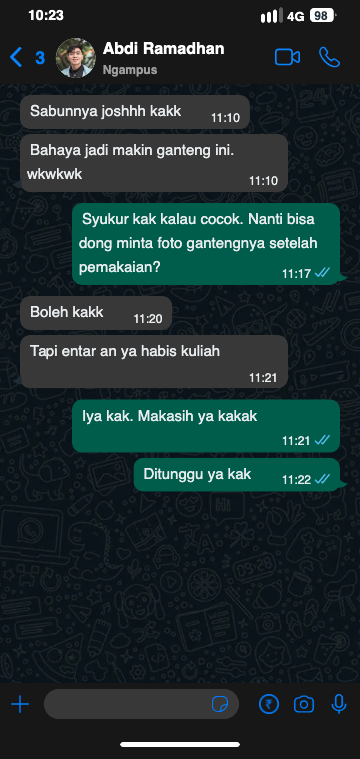 10:23
4G 98
3
Abdi Ramadhan
Ngampus
Sabunnya joshhh kakk
11:10
Bahaya jadi makin ganteng ini.
wkwkwk
11:10
Syukur kak kalau cocok. Nanti bisa
dong minta foto gantengnya setelah
pemakaian?
11:17
Boleh kakk
11:20
Tapi entar an ya habis kuliah
11:21
Iya kak. Makasih ya kakak
11:21
Ditunggu ya kak
11:22